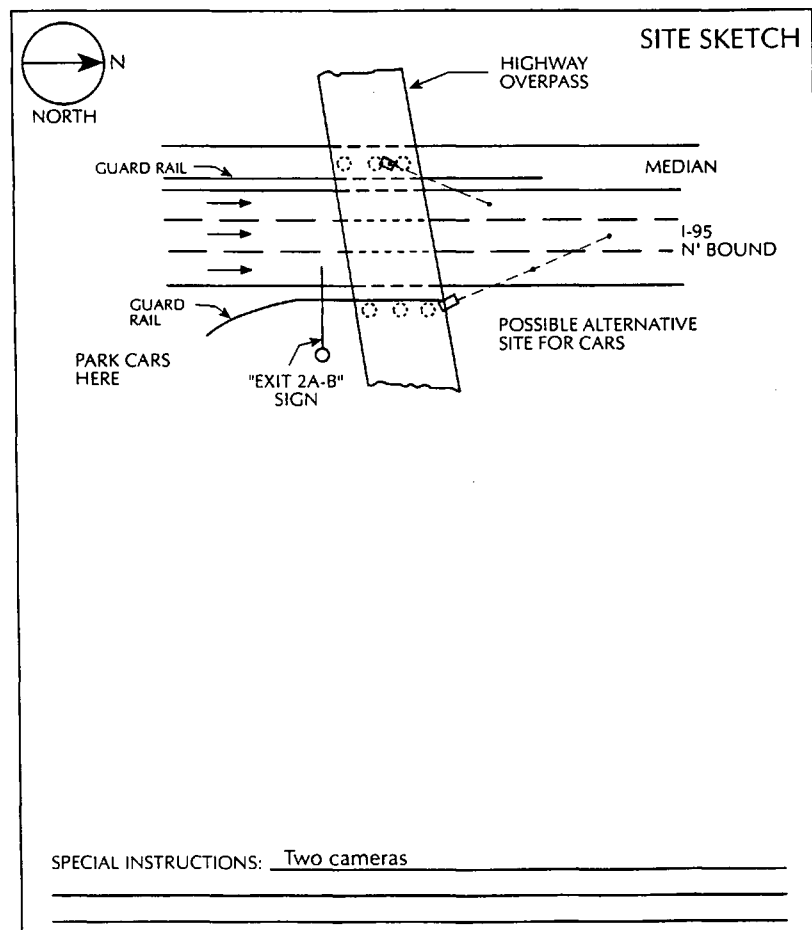 SITE SKETCH
N
NORTH
HIGHWAY
OVERPASS
GUARD RAIL
MEDIAN
I-95
N' BOUND
GUARD
RAIL
POSSIBLE ALTERNATIVE
SITE FOR CARS
PARK CARS
HERE
"EXIT 2A-B"
SIGN
SPECIAL INSTRUCTIONS: Two cameras